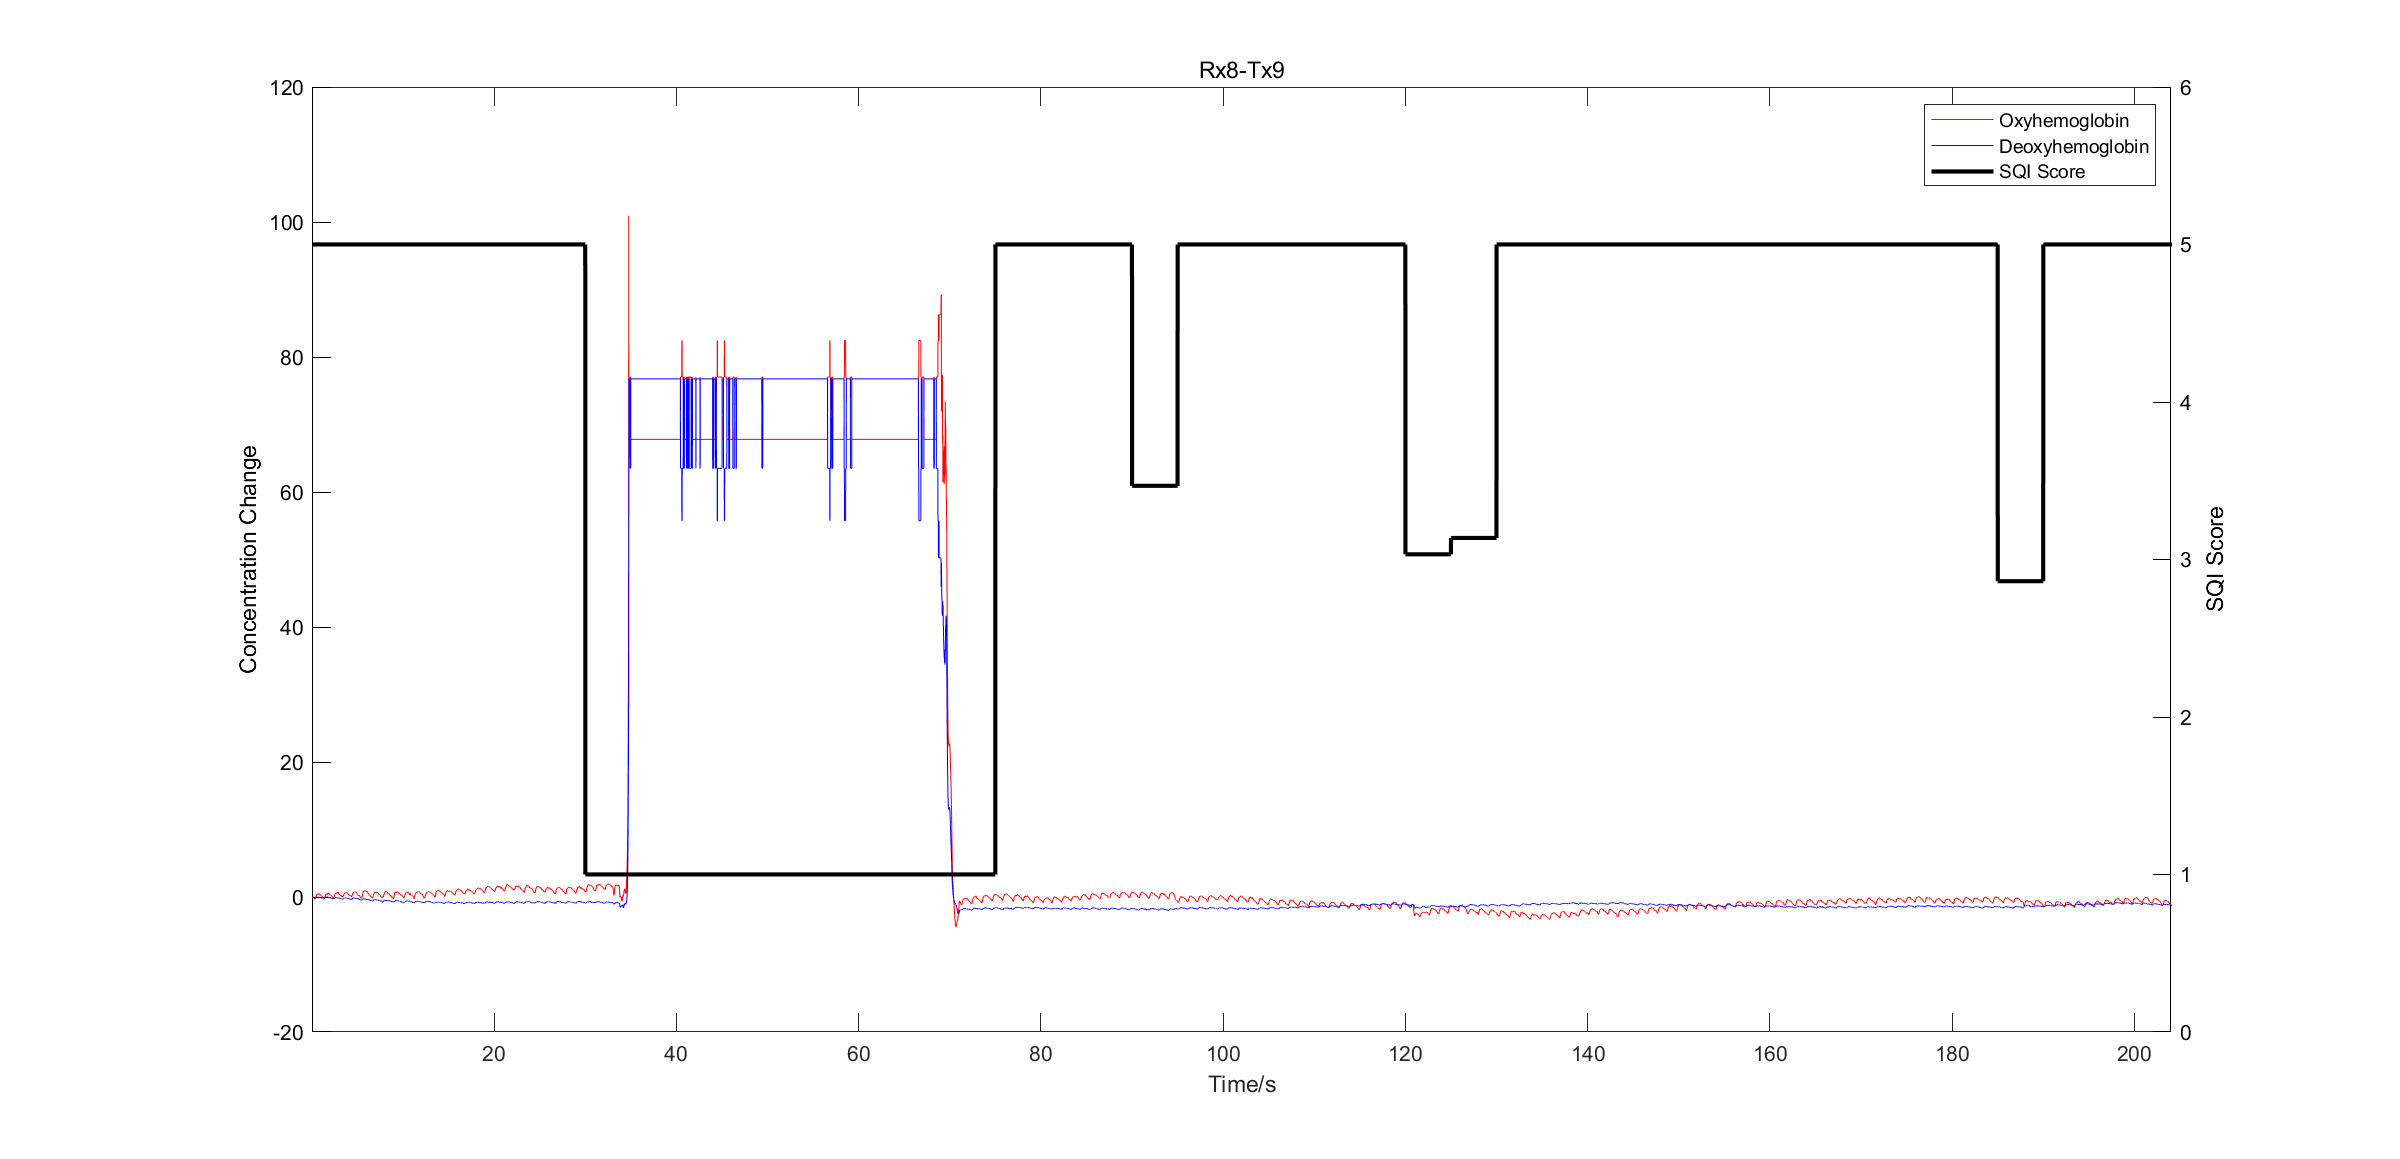 Rx8-Tx9
120
100
80
60
40
20
0
-20
Concentration Change
6
5
4
3
2
1
0
SQI Score
Oxyhemoglobin
Deoxyhemoglobin
SQI Score
20 40 60 80 100 120 140 160 180 200
Time/s